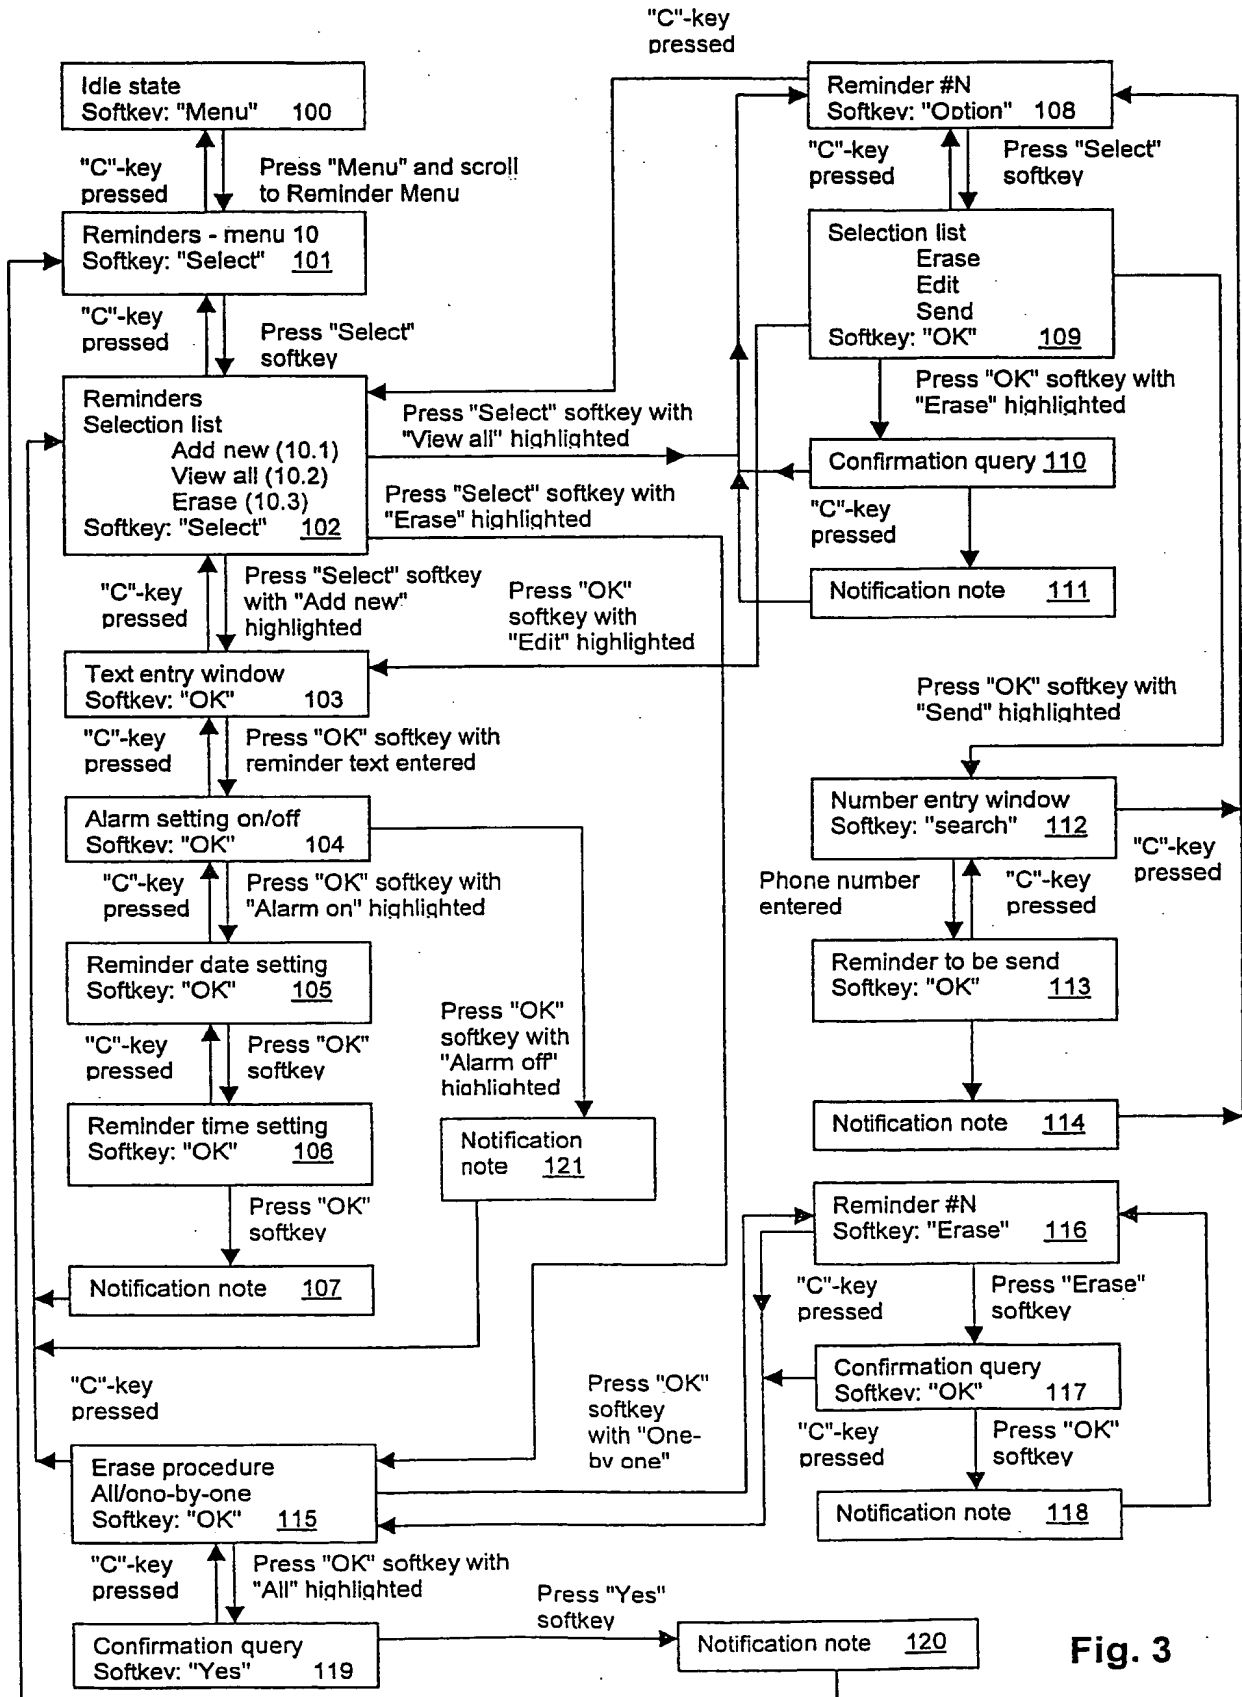 "C"-key
pressed
Idle state
Softkey: "Menu" 100
"C"-key
pressed
Press "Menu" and scroll
to Reminder Menu
Reminders - menu 10
Softkey: "Select" 101
"C"-key
pressed
Press "Select"
softkey
Reminders
Selection list
Add new (10.1)
View all (10.2)
Erase (10.3)
Softkey: "Select" 102
Press "Select" softkey with
"View all" highlighted
Press "Select" softkey with
"Erase" highlighted
"C"-key
pressed
Press "Select" softkey
with "Add new"
highlighted
Press "OK"
softkey with
"Edit" highlighted
Text entry window
Softkey: "OK" 103
"C"-key
pressed
Press "OK" softkey with
reminder text entered
Alarm setting on/off
Softkey: "OK" 104
"C"-key
pressed
Press "OK" softkey with
"Alarm on" highlighted
Reminder date setting
Softkey: "OK" 105
"C"-key
pressed
Press "OK"
softkey
Press "OK"
softkey with
"Alarm off"
highlighted
Reminder time setting
Softkey: "OK" 106
Press "OK"
softkey
Notification
note 121
Notification note 107
"C"-key
pressed
Erase procedure
All/ono-by-one
Softkey: "OK" 115
Press "OK"
softkey
with "One-
by one"
"C"-key
pressed
Press "OK" softkey with
"All" highlighted
Confirmation query
Softkey: "Yes" 119
Press "Yes"
softkey
Notification note 120
Reminder #N
Softkey: "Option" 108
"C"-key
pressed
Press "Select"
softkey
Selection list
Erase
Edit
Send
Softkey: "OK" 109
Press "OK" softkey with
"Erase" highlighted
Confirmation query 110
"C"-key
pressed
Notification note 111
Press "OK" softkey with
"Send" highlighted
Number entry window
Softkey: "search" 112
"C"-key
pressed
Phone number
entered
"C"-key
pressed
Reminder to be send
Softkey: "OK" 113
Notification note 114
Reminder #N
Softkey: "Erase" 116
"C"-key
pressed
Press "Erase"
softkey
Confirmation query
Softkey: "OK" 117
"C"-key
pressed
Press "OK"
softkey
Notification note 118
Fig. 3